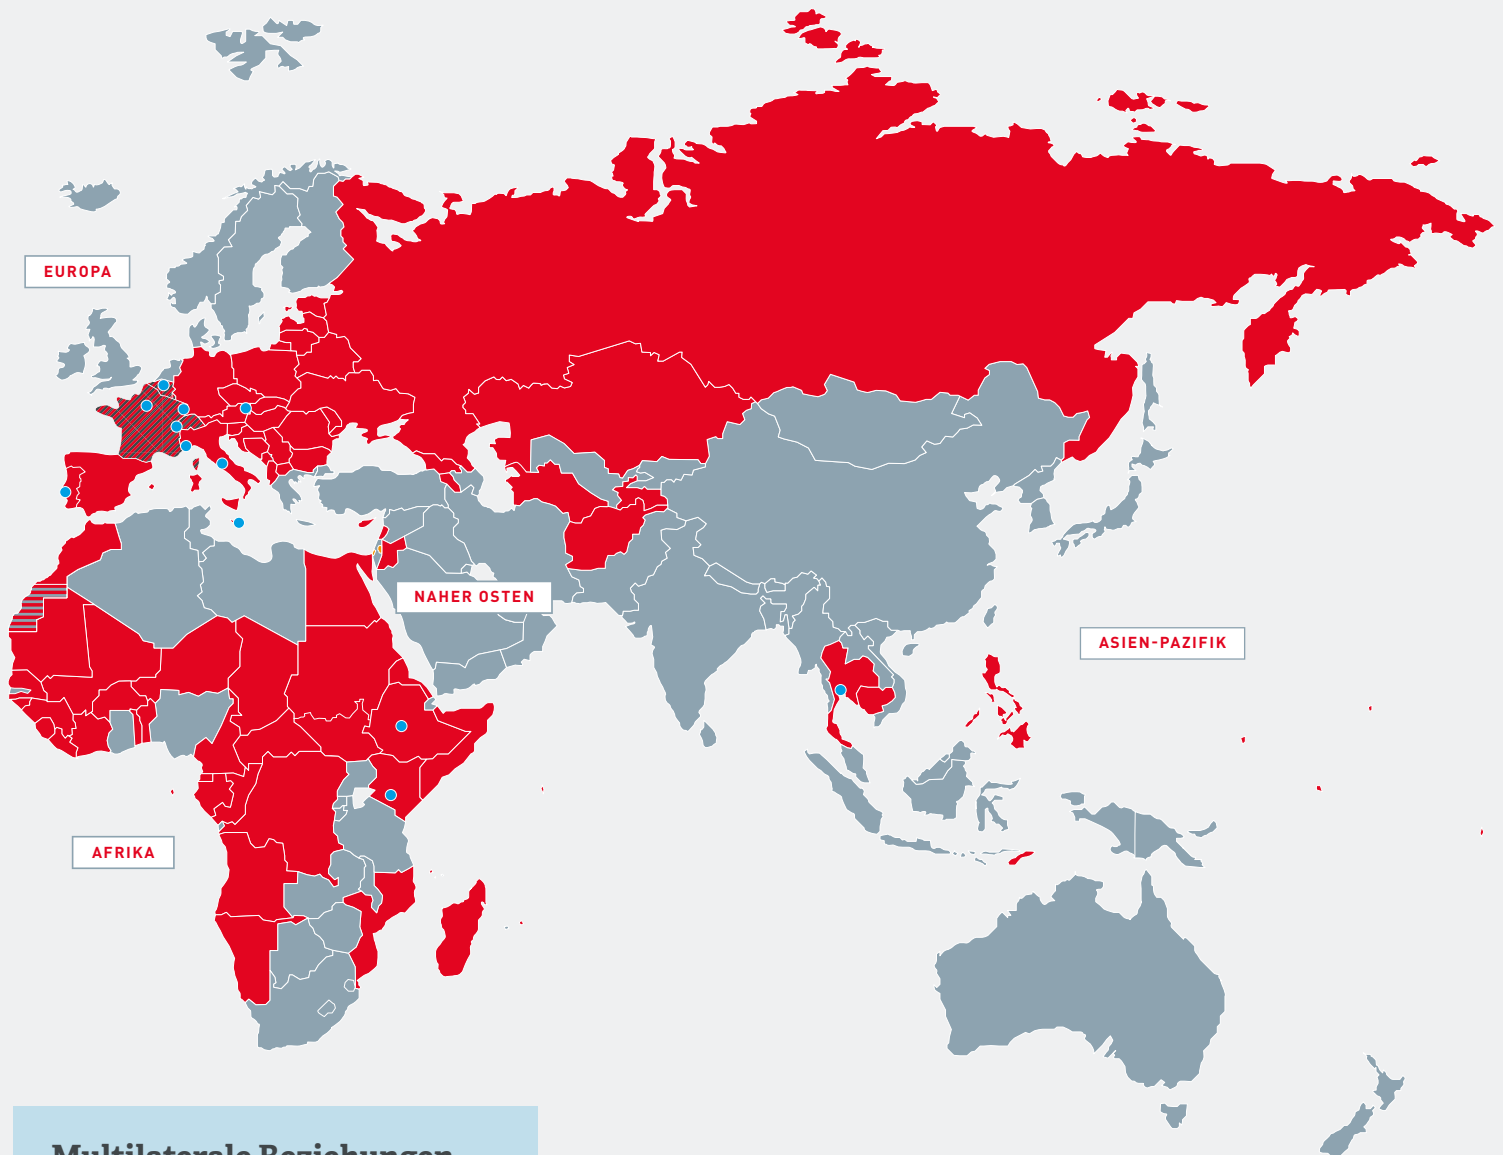 EUROPA
NAHER OSTEN
ASIEN-PAZIFIK
AFRIKA
Multilaterale Beziehungen